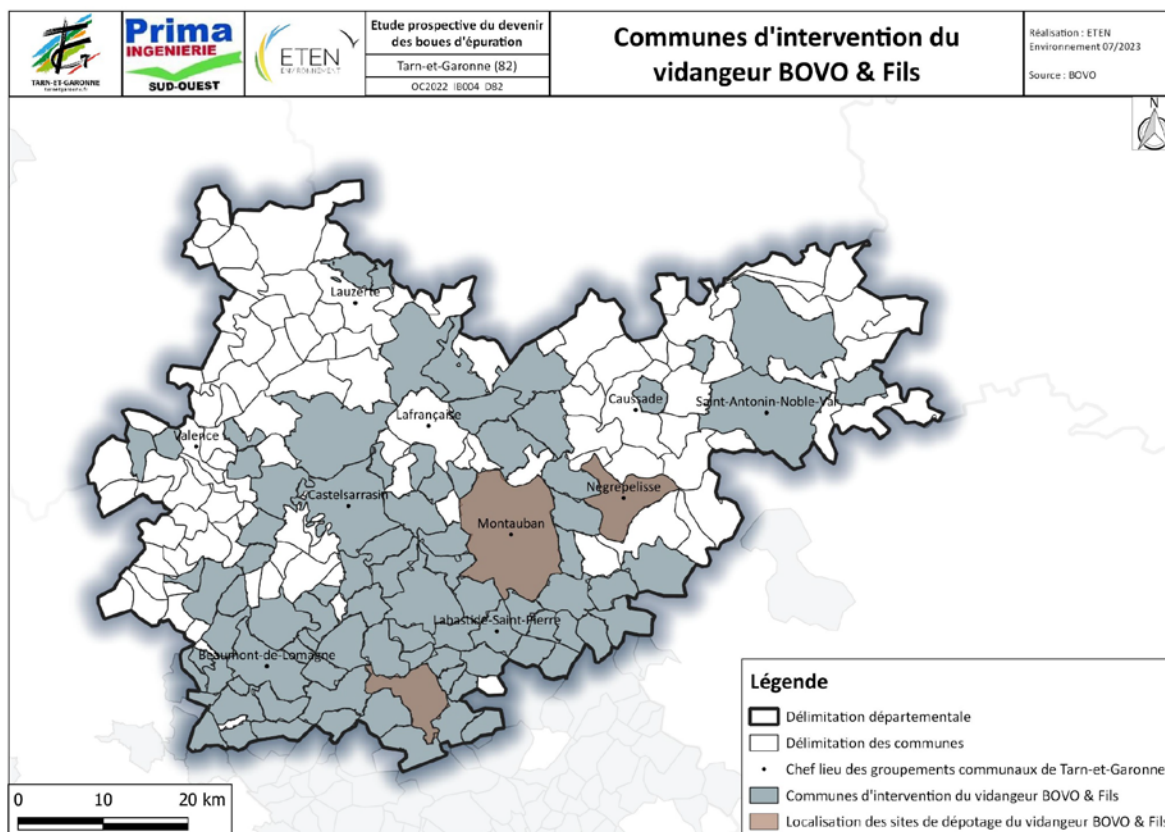 TARN-ET-GARONNE
Prima
INGENIERIE
SUD-OUEST
ETEN
ENVIRONNEMENT
Etude prospective du devenir
des boues d'épuration
Tarn-et-Garonne (82)
OC2022_IB004_D82
Communes d'intervention du
vidangeur BOVO & Fils
Réalisation : ETEN
Environnement 07/2023
Source : BOVO
N
Lauzerte
Caussade
Saint-Antonin-Noble-Val
Lafrançaise
Valence
Castelsarrasin
Nègrepelisse
Montauban
Labastide-Saint-Pierre
Beaumont-de-Lomagne
Légende
Délimitation départementale
Délimitation des communes
Chef lieu des groupements communaux de Tarn-et-Garonne
Communes d'intervention du vidangeur BOVO & Fils
Localisation des sites de dépotage du vidangeur BOVO & Fils
0 10 20 km